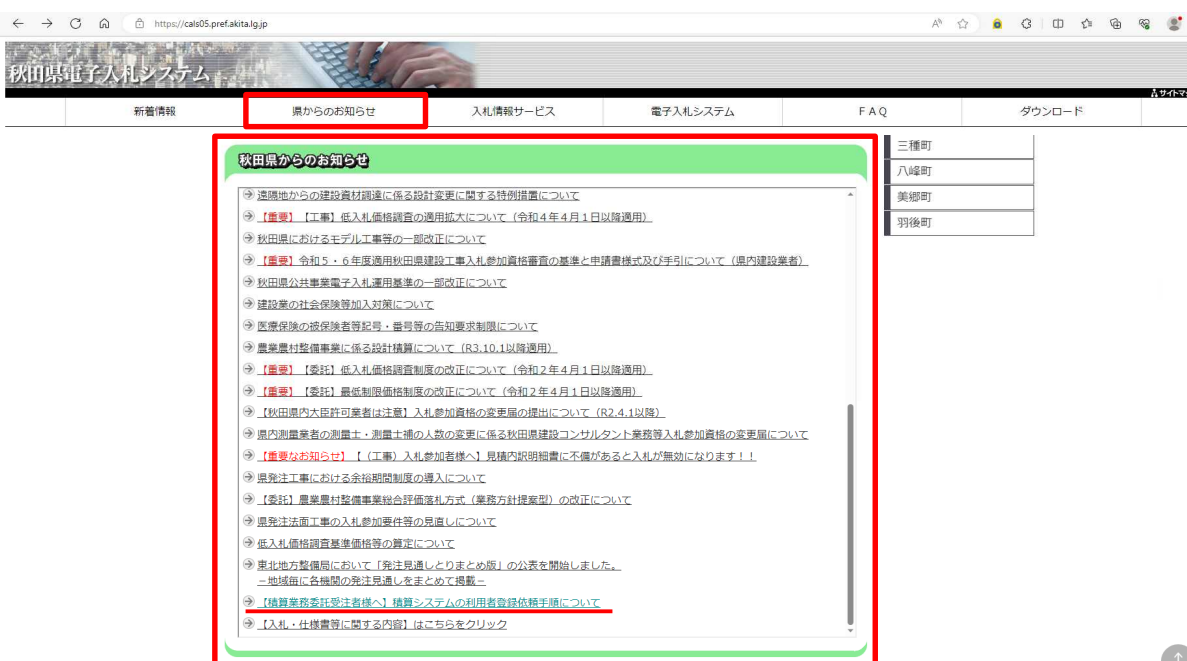 https://cals05.pref.akita.lg.jp
秋田県電子入札システム
サイトマ
新着情報
県からのお知らせ
入札情報サービス
電子入札システム
FAQ
ダウンロード
秋田県からのお知らせ
遠隔地からの建設資材調達に係る設計変更に関する特例措置について
【重要】【工事】低入札価格調査の適用拡大について（令和４年４月１日以降適用）
秋田県におけるモデル工事等の一部改正について
【重要】令和５・６年度適用秋田県建設工事入札参加資格審査の基準と申請書様式及び手引について（県内建設業者）
秋田県公共事業電子入札運用基準の一部改正について
建設業の社会保険等加入対策について
医療保険の被保険者等記号・番号等の告知要求制限について
農業農村整備事業に係る設計積算について（R3.10.1以降適用）
【重要】【委託】低入札価格調査制度の改正について（令和２年４月１日以降適用）
【重要】【委託】最低制限価格制度の改正について（令和２年４月１日以降適用）
【秋田県内大臣許可業者は注意】入札参加資格の変更届の提出について（R2.4.1以降）
県内測量業者の測量士・測量士補の人数の変更に係る秋田県建設コンサルタント業務等入札参加資格の変更届について
【重要なお知らせ】【（工事）入札参加者様へ】見積内訳明細書に不備があると入札が無効になります！！
県発注工事における余裕期間制度の導入について
【委託】農業農村整備事業総合評価落札方式（業務方針提案型）の改正について
県発注法面工事の入札参加要件等の見直しについて
低入札価格調査基準価格等の算定について
東北地方整備局において「発注見通しとりまとめ版」の公表を開始しました。
－地域毎に各機関の発注見通しをまとめて掲載－
【積算業務委託受注者様へ】積算システムの利用者登録依頼手順について
【入札・仕様書等に関する内容】はこちらをクリック
三種町
八峰町
美郷町
羽後町